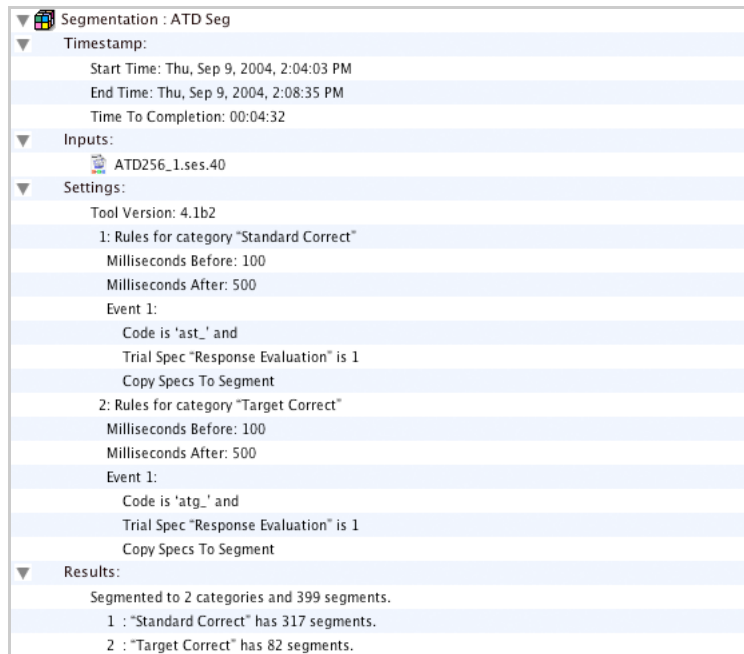 Segmentation : ATD Seg
Timestamp:
Start Time: Thu, Sep 9, 2004, 2:04:03 PM
End Time: Thu, Sep 9, 2004, 2:08:35 PM
Time To Completion: 00:04:32
Inputs:
ATD256_1.ses.40
Settings:
Tool Version: 4.1b2
1: Rules for category “Standard Correct”
Milliseconds Before: 100
Milliseconds After: 500
Event 1:
Code is ‘ast_’ and
Trial Spec “Response Evaluation” is 1
Copy Specs To Segment
2: Rules for category “Target Correct”
Milliseconds Before: 100
Milliseconds After: 500
Event 1:
Code is ‘atg_’ and
Trial Spec “Response Evaluation” is 1
Copy Specs To Segment
Results:
Segmented to 2 categories and 399 segments.
1 : “Standard Correct” has 317 segments.
2 : “Target Correct” has 82 segments.